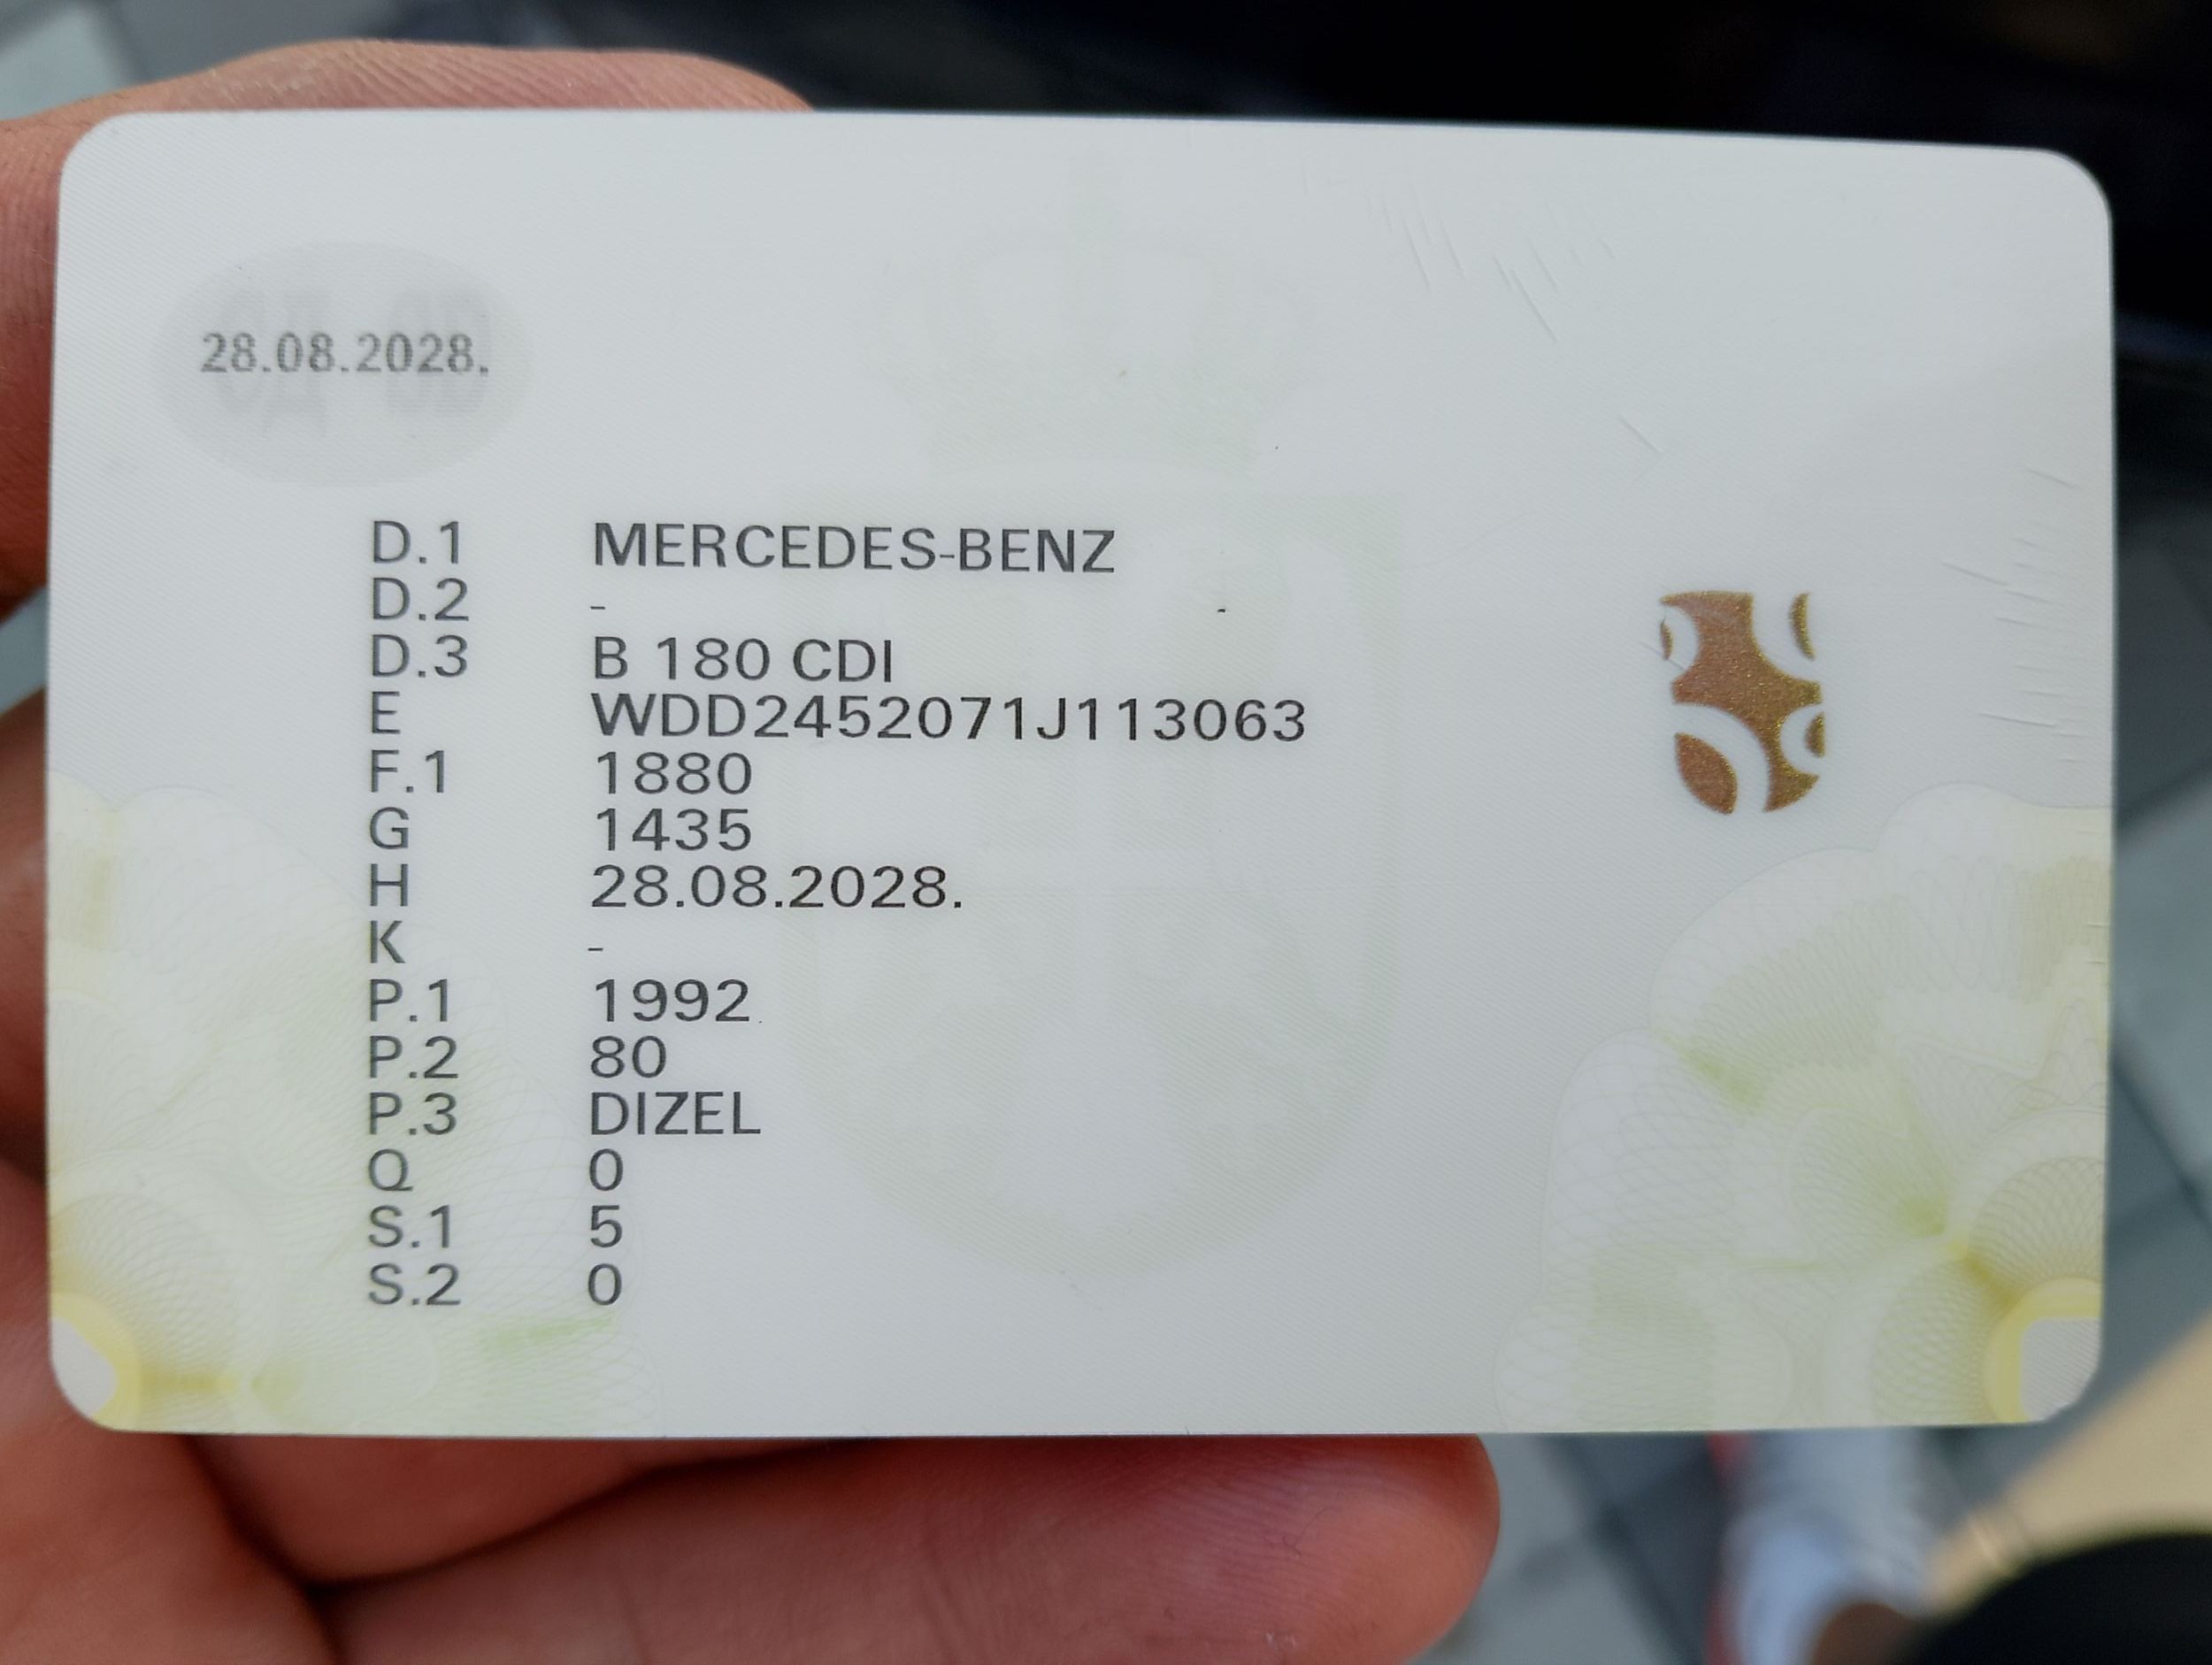 28.08.2028.
D.1 MERCEDES-BENZ
D.2 -
D.3 B 180 CDI
E WDD2452071J113063
F.1 1880
G 1435
H 28.08.2028.
K -
P.1 1992
P.2 80
P.3 DIZEL
Q 0
S.1 5
S.2 0